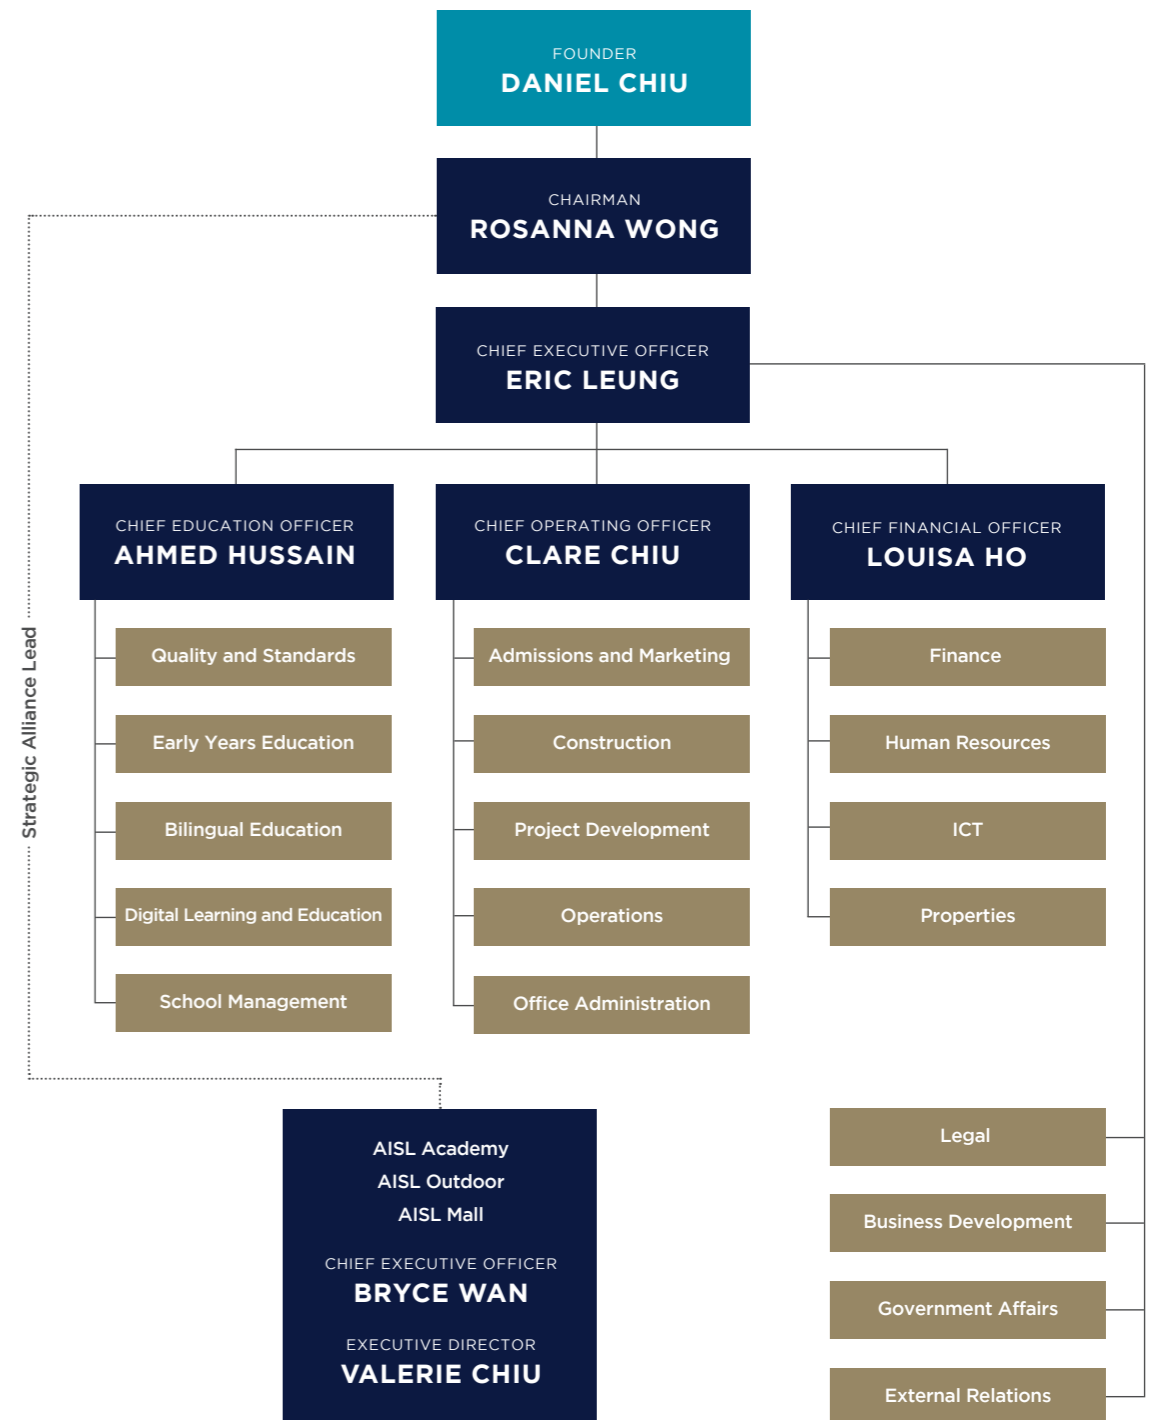 FOUNDER
DANIEL CHIU
CHAIRMAN
ROSANNA WONG
CHIEF EXECUTIVE OFFICER
ERIC LEUNG
CHIEF EDUCATION OFFICER
AHMED HUSSAIN
Quality and Standards
Early Years Education
Bilingual Education
Digital Learning and Education
School Management
CHIEF OPERATING OFFICER
CLARE CHIU
Admissions and Marketing
Construction
Project Development
Operations
Office Administration
CHIEF FINANCIAL OFFICER
LOUISA HO
Finance
Human Resources
ICT
Properties
Strategic Alliance Lead
AISL Academy
AISL Outdoor
AISL Mall
CHIEF EXECUTIVE OFFICER
BRYCE WAN
EXECUTIVE DIRECTOR
VALERIE CHIU
Legal
Business Development
Government Affairs
External Relations